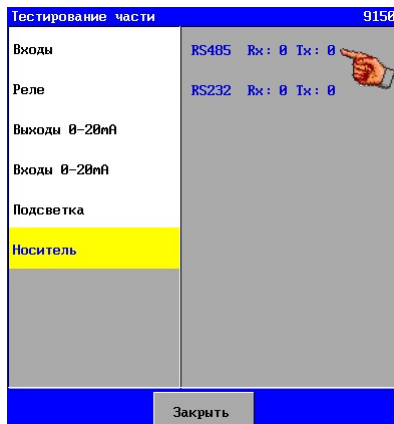 Тестирование части 9150
Входы
RS485 Rx: 0 Tx: 0
Реле
RS232 Rx: 0 Tx: 0
Выходы 0-20mA
Входы 0-20mA
Подсветка
Носитель
Закрыть